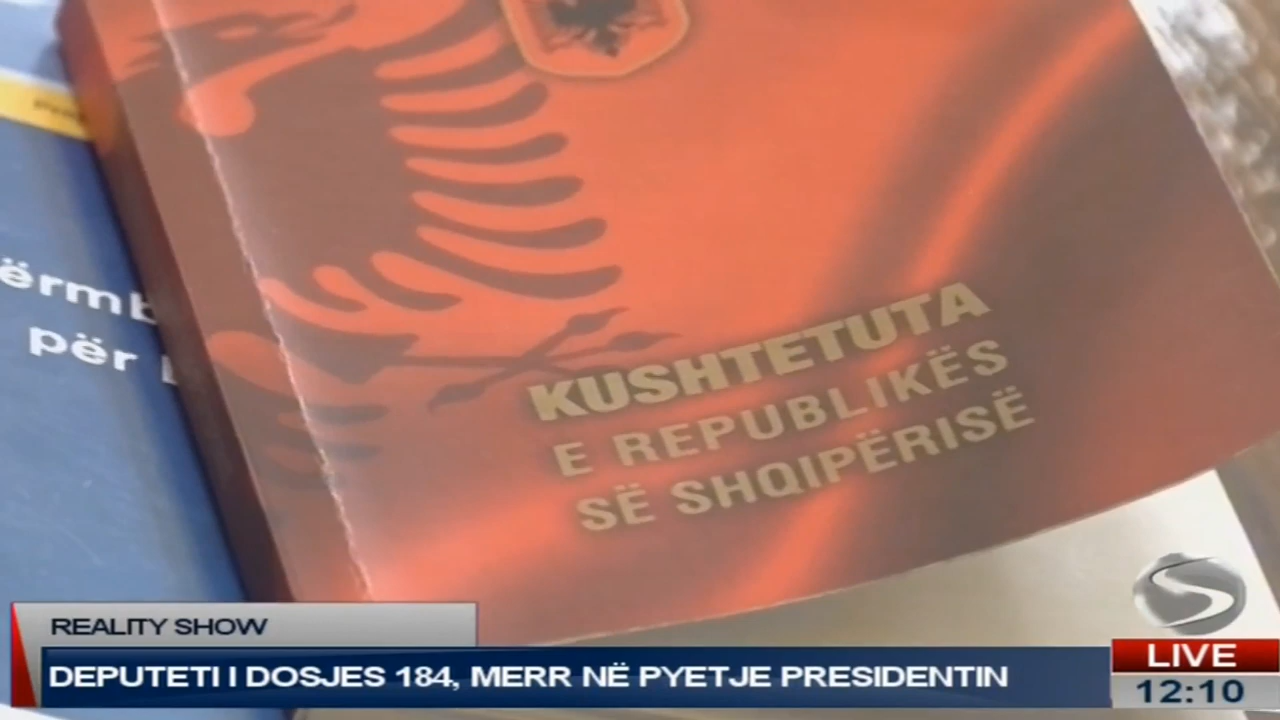 KUSHTETUTA
E REPUBLIKËS
SË SHQIPËRISË
për
REALITY SHOW
DEPUTETI I DOSJES 184, MERR NË PYETJE PRESIDENTIN
LIVE
12:10